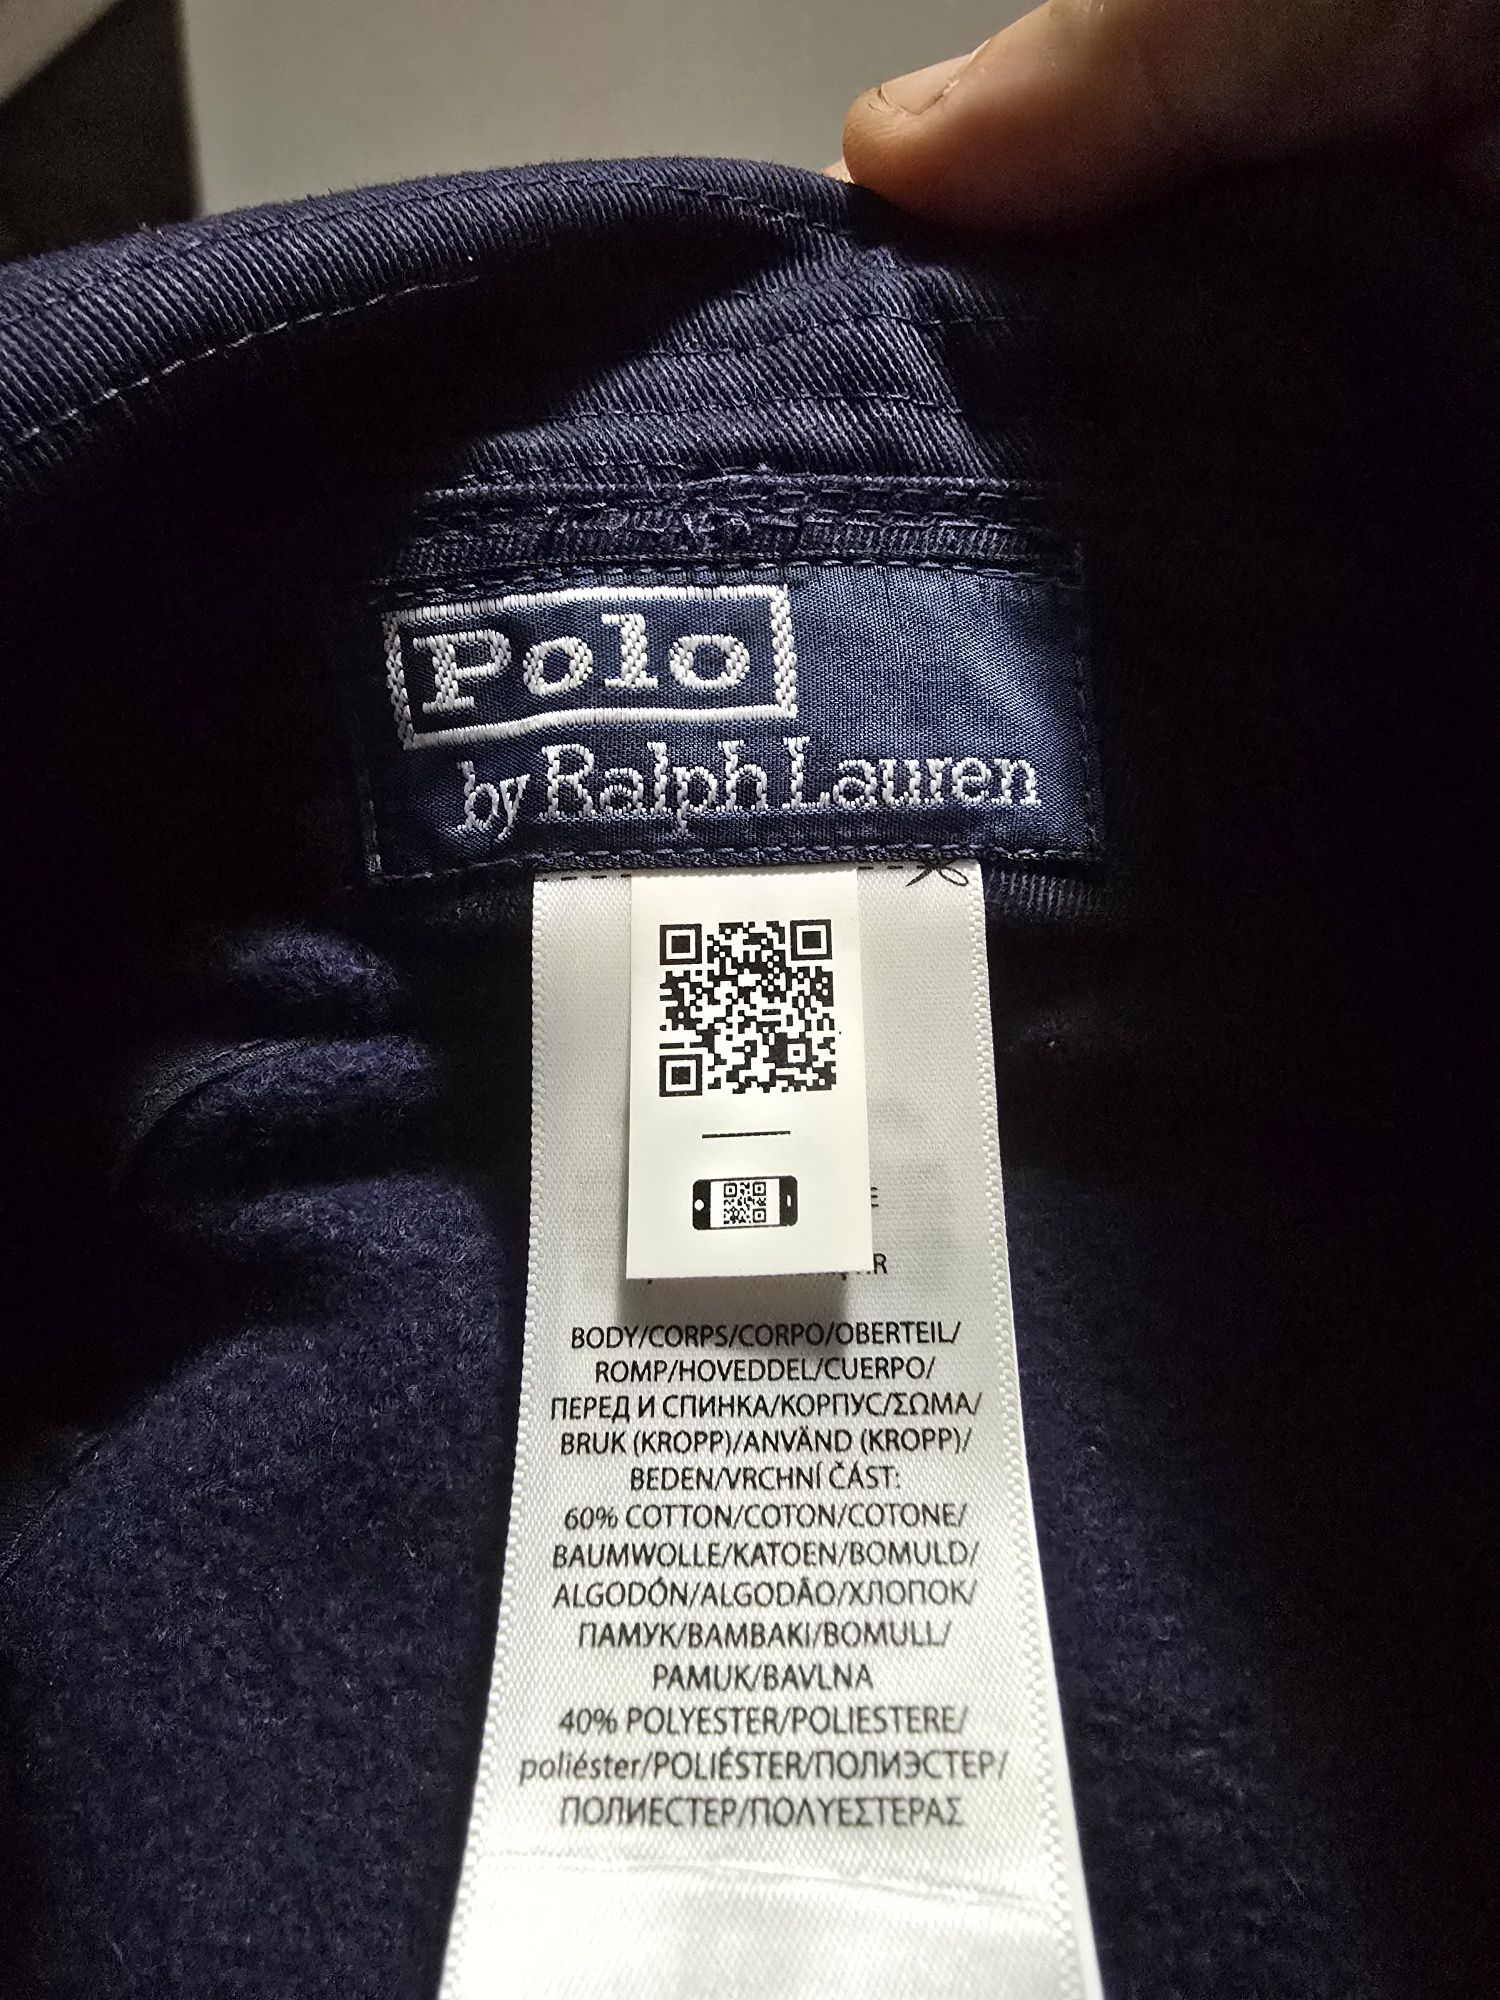 Polo
by Ralph Lauren
BODY/CORPS/CORPO/OBERTEIL/
ROMP/HOVEDDEL/CUERPO/
ПЕРЕД И СПИНКА/КОРПУС/ΣΩΜΑ/
BRUK (KROPP)/ANVÄND (KROPP)/
BEDEN/VRCHNÍ ČÁST:
60% COTTON/COTON/COTONE/
BAUMWOLLE/KATOEN/BOMULD/
ALGODÓN/ALGODÃO/ХЛОПОК/
ПАМУК/ΒΑΜΒΑΚΙ/BOMULL/
PAMUK/BAVLNA
40% POLYESTER/POLIESTERE/
poliéster/POLIÉSTER/ПОЛИЭСТЕР/
ПОЛИЕСТЕР/ΠΟΛΥΕΣΤΕΡΑΣ